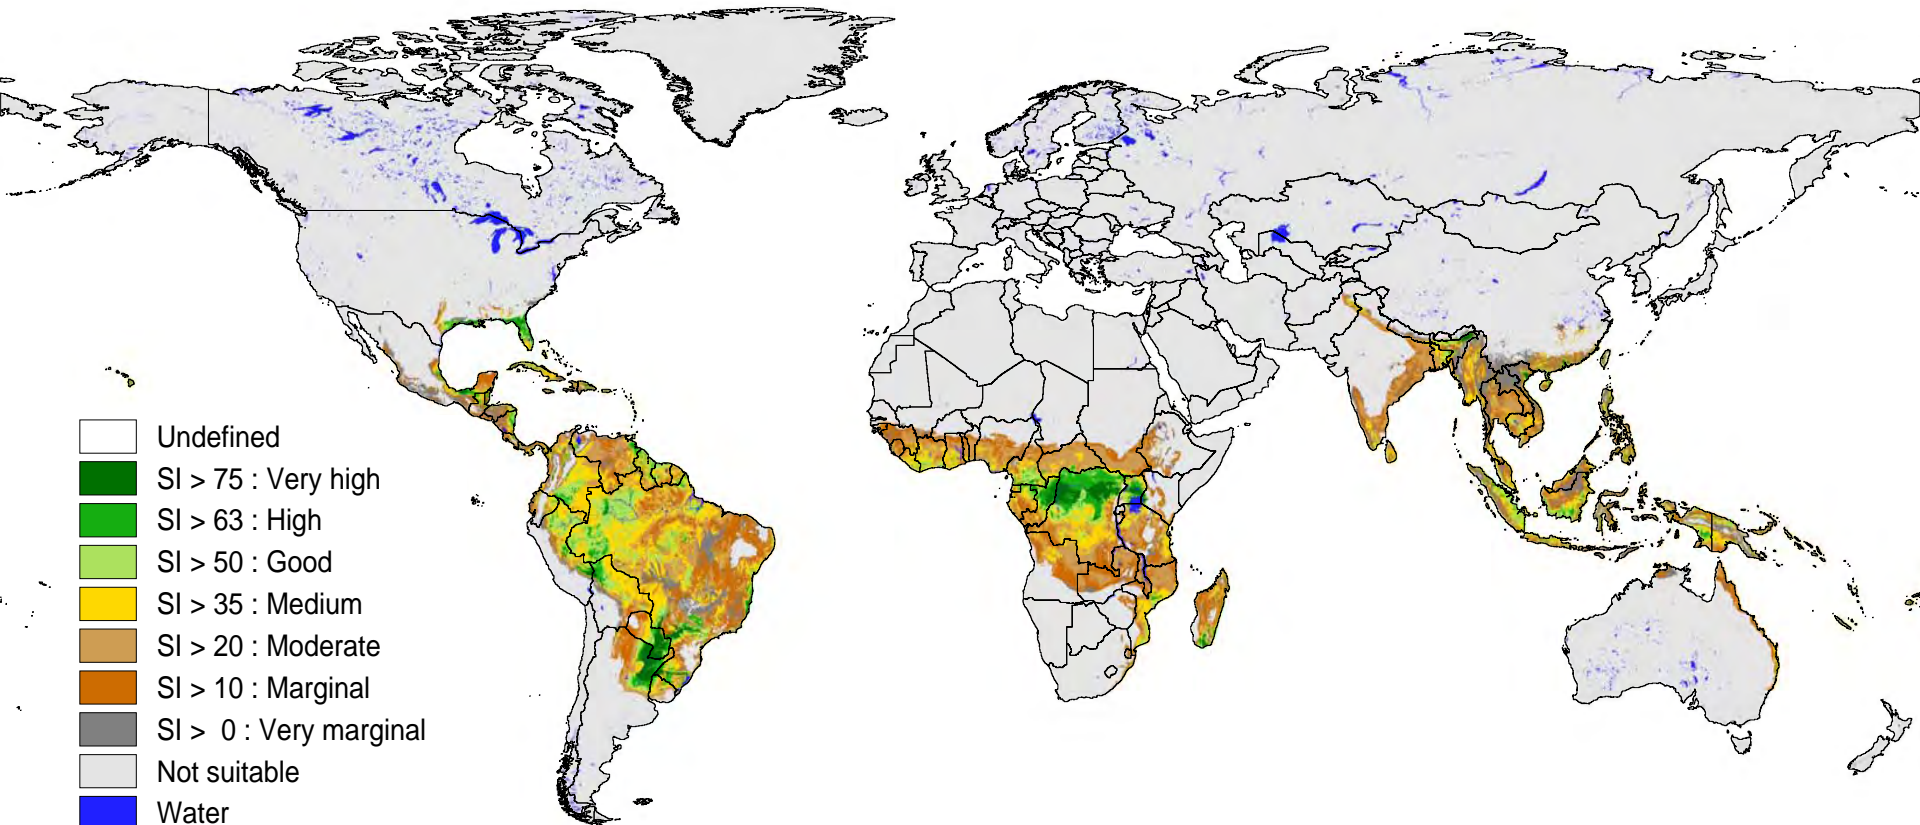 Undefined
SI > 75 : Very high
SI > 63 : High
SI > 50 : Good
SI > 35 : Medium
SI > 20 : Moderate
SI > 10 : Marginal
SI >  0 : Very marginal
Not suitable
Water